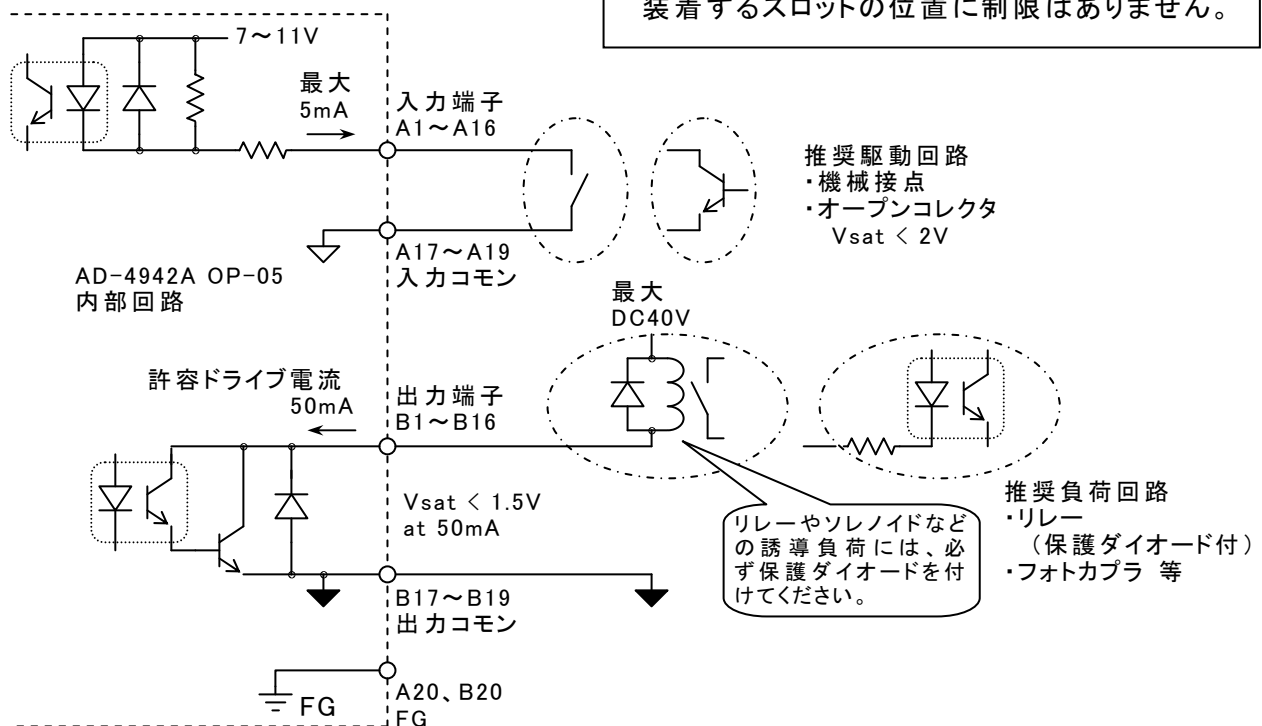 装着するスロットの位置に制限はありません。
7～11V
最大
5mA
入力端子
A1～A16
推奨駆動回路
・機械接点
・オープンコレクタ
Vsat < 2V
A17～A19
入力コモン
AD-4942A OP-05
内部回路
最大
DC40V
許容ドライブ電流
50mA
出力端子
B1～B16
Vsat < 1.5V
at 50mA
リレーやソレノイドなど
の誘導負荷には、必
ず保護ダイオードを付
けてください。
推奨負荷回路
・リレー
（保護ダイオード付）
・フォトカプラ 等
B17～B19
出力コモン
FG
A20、B20
FG